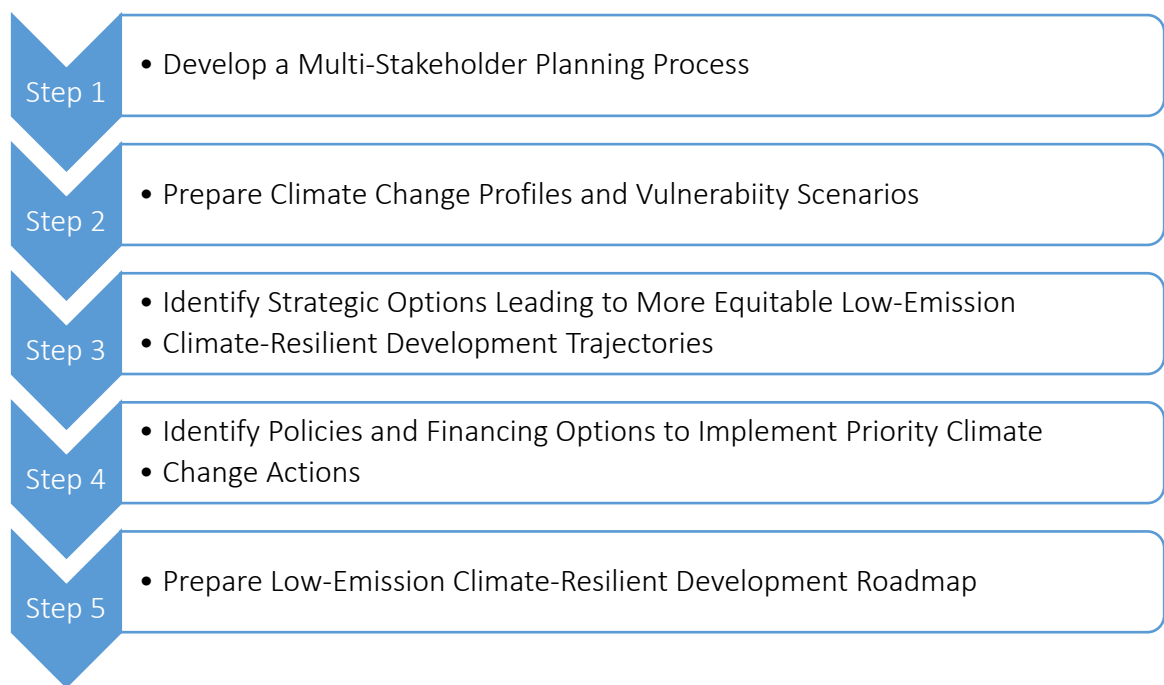 Step 1
• Develop a Multi-Stakeholder Planning Process
Step 2
• Prepare Climate Change Profiles and Vulnerabiity Scenarios
Step 3
• Identify Strategic Options Leading to More Equitable Low-Emission
• Climate-Resilient Development Trajectories
Step 4
• Identify Policies and Financing Options to Implement Priority Climate
• Change Actions
Step 5
• Prepare Low-Emission Climate-Resilient Development Roadmap